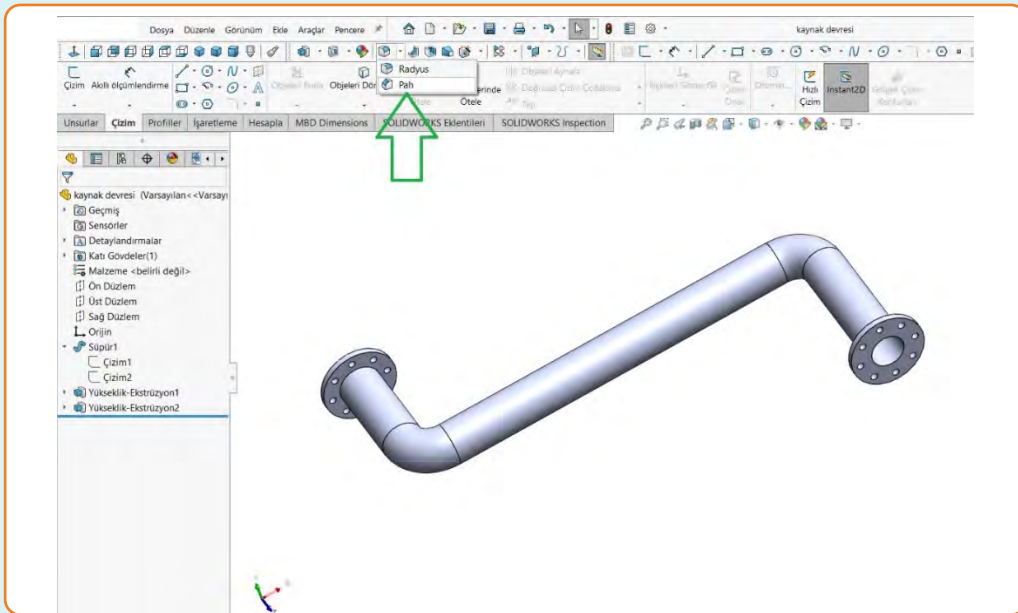 Dosya Düzenle Görünüm Ekle Araçlar Pencere
kaynak devresi
Radyus
Pah
Çizim Akıllı ölçümlendirme
Objeleri
Ötele
Hızlı Çizim
Instant2D
Unsurlar Çizim Profiller İşaretleme Hesapla MBD Dimensions SOLIDWORKS Eklentileri SOLIDWORKS Inspection
kaynak devresi (Varsayılan<<Varsayı
Geçmiş
Sensörler
Detaylandırmalar
Katı Gövdeler(1)
Malzeme <belirli değil>
Ön Düzlem
Üst Düzlem
Sağ Düzlem
Orijin
Süpür1
Çizim1
Çizim2
Yükseklik-Ekstrüzyon1
Yükseklik-Ekstrüzyon2